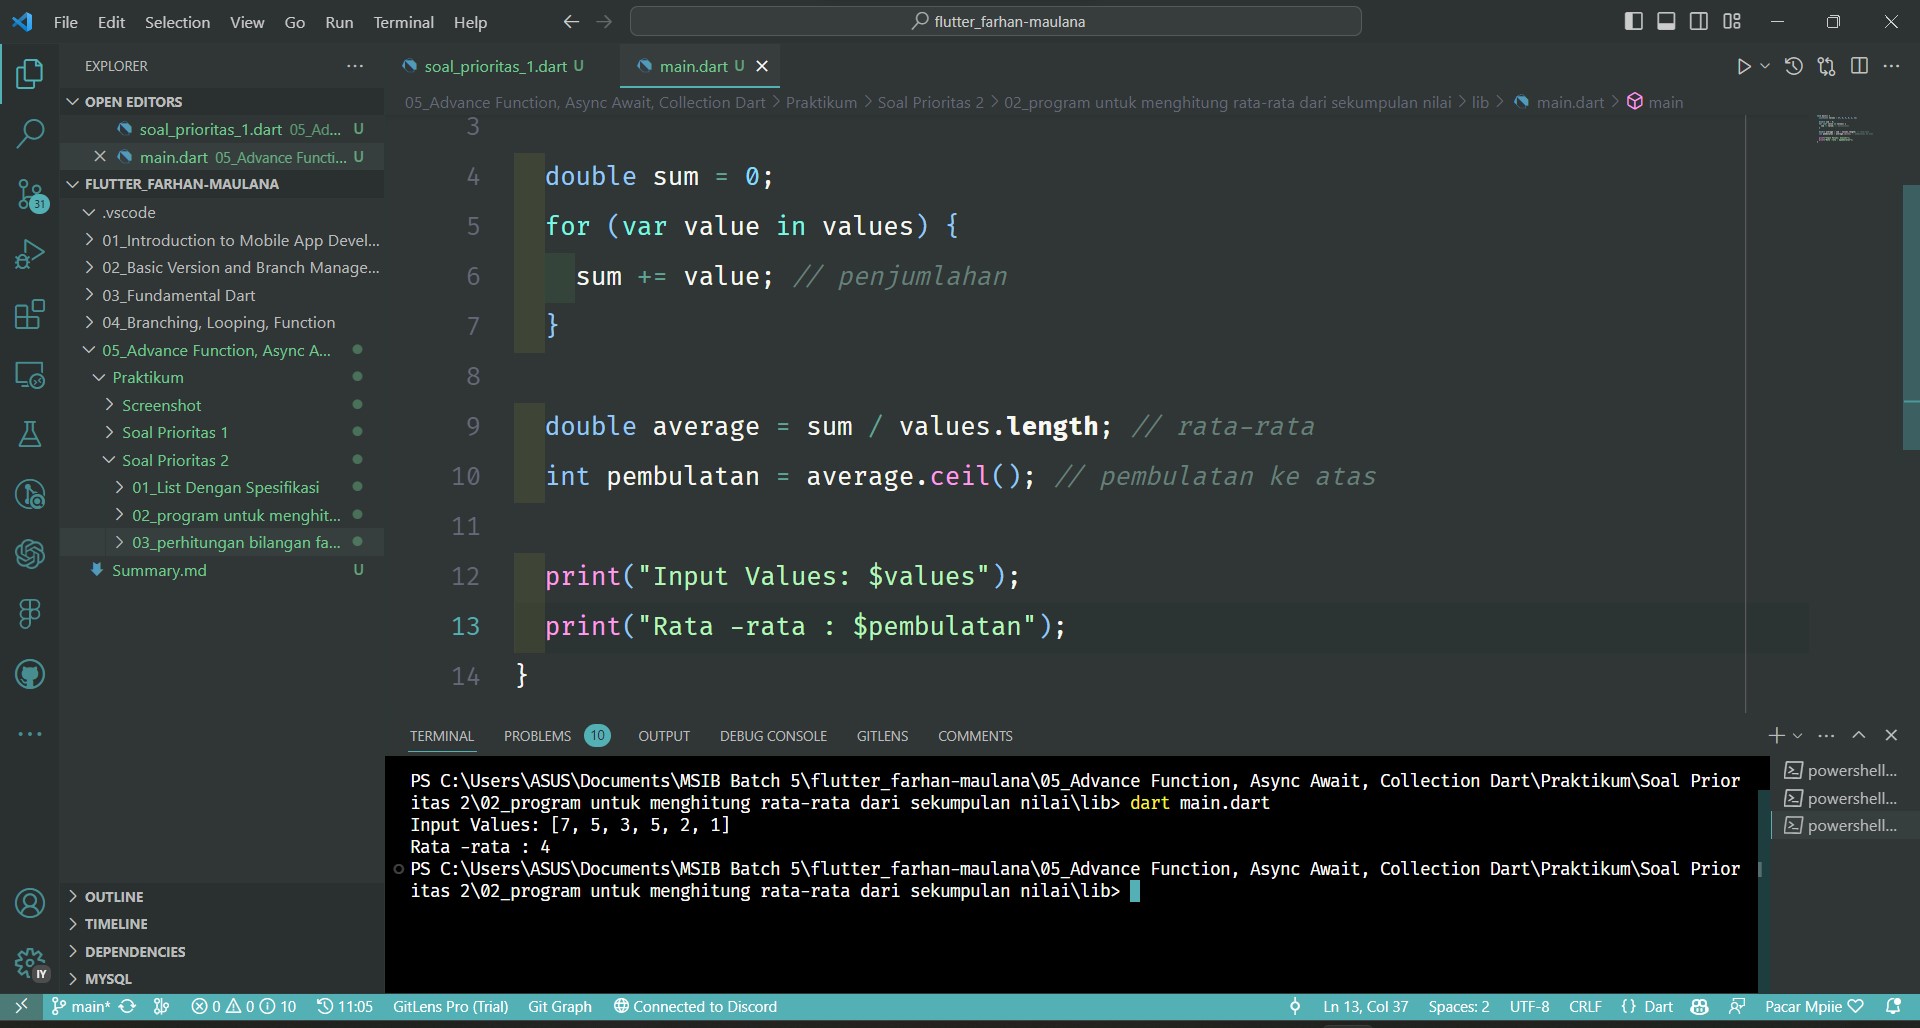 File Edit Selection View Go Run Terminal Help
flutter_farhan-maulana
EXPLORER
OPEN EDITORS
soal_prioritas_1.dart 05_Ad... U
main.dart 05_Advance Functi... U
FLUTTER_FARHAN-MAULANA
.vscode
01_Introduction to Mobile App Devel...
02_Basic Version and Branch Manage...
03_Fundamental Dart
04_Branching, Looping, Function
05_Advance Function, Async A...
Praktikum
Screenshot
Soal Prioritas 1
Soal Prioritas 2
01_List Dengan Spesifikasi
02_program untuk menghit...
03_perhitungan bilangan fa...
Summary.md U
OUTLINE
TIMELINE
DEPENDENCIES
MYSQL
31
IY
soal_prioritas_1.dart U
main.dart U
05_Advance Function, Async Await, Collection Dart > Praktikum > Soal Prioritas 2 > 02_program untuk menghitung rata-rata dari sekumpulan nilai > lib > main.dart > main
3
4 double sum = 0;
5 for (var value in values) {
6 sum += value; // penjumlahan
7 }
8
9 double average = sum / values.length; // rata-rata
10 int pembulatan = average.ceil(); // pembulatan ke atas
11
12 print("Input Values: $values");
13 print("Rata -rata : $pembulatan");
14 }
TERMINAL PROBLEMS 10 OUTPUT DEBUG CONSOLE GITLENS COMMENTS
PS C:\Users\ASUS\Documents\MSIB Batch 5\flutter_farhan-maulana\05_Advance Function, Async Await, Collection Dart\Praktikum\Soal Prior
itas 2\02_program untuk menghitung rata-rata dari sekumpulan nilai\lib> dart main.dart
Input Values: [7, 5, 3, 5, 2, 1]
Rata -rata : 4
PS C:\Users\ASUS\Documents\MSIB Batch 5\flutter_farhan-maulana\05_Advance Function, Async Await, Collection Dart\Praktikum\Soal Prior
itas 2\02_program untuk menghitung rata-rata dari sekumpulan nilai\lib>
powershell...
powershell...
powershell...
main* 0 0 10 11:05 GitLens Pro (Trial) Git Graph Connected to Discord Ln 13, Col 37 Spaces: 2 UTF-8 CRLF {} Dart Pacar Mpiie